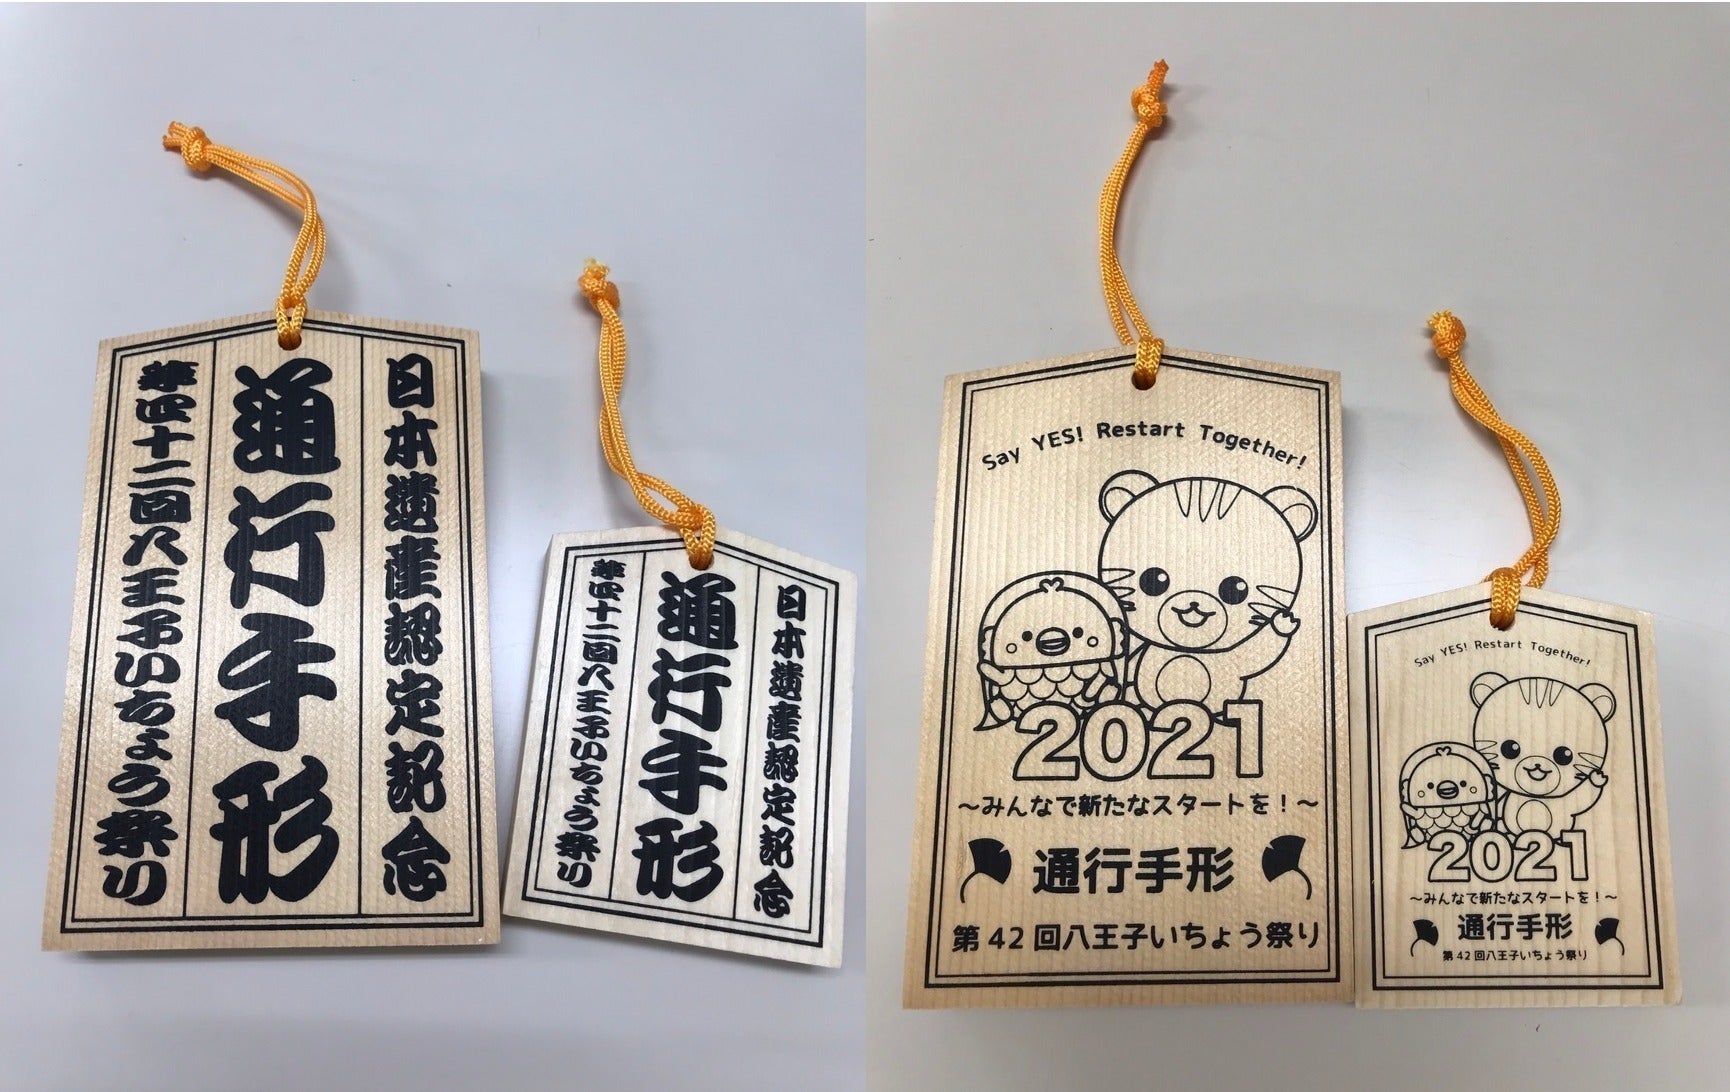 日本遺産認定記念
通行手形
第四十二回八王子いちょう祭り
日本遺産認定記念
通行手形
第四十二回八王子いちょう祭り
Say YES! Restart Together!
2021
～みんなで新たなスタートを！～
通行手形
第42回八王子いちょう祭り
Say YES! Restart Together!
2021
～みんなで新たなスタートを！～
通行手形
第42回八王子いちょう祭り